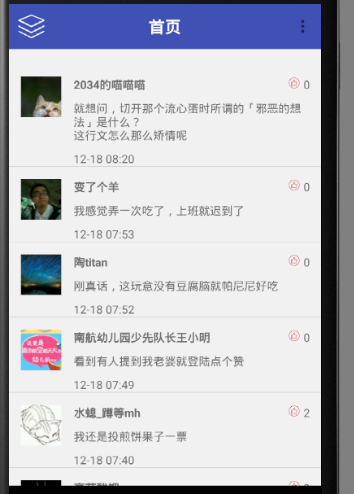 首页
2034的喵喵喵
0
就想问，切开那个流心蛋时所谓的「邪恶的想
法」是什么？
这行文怎么那么矫情呢
12-18 08:20
耍了个羊
0
我感觉弄一次吃了，上班就迟到了
12-18 07:53
陶titan
0
刚真话，这玩意没有豆腐脑就帕尼尼好吃
12-18 07:52
南航幼儿园少先队长王小明
0
看到有人提到我老婆就登陆点个赞
12-18 07:49
水螅_蹲等mh
2
我还是投煎饼果子一票
12-18 07:40